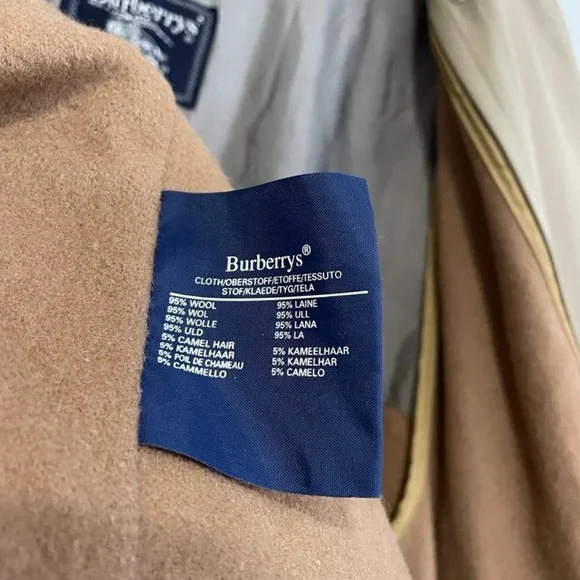 Burberrys
Burberrys®
CLOTH/OBERSTOFF/ETOFFE/TESSUTO
STOF/KLAEDE/TYG/TELA
95% WOOL 95% LAINE
95% WOL 95% ULL
95% WOLLE 95% LANA
95% ULD 95% LA
5% CAMEL HAIR
5% KAMELHAAR 5% KAMEELHAAR
5% POIL DE CHAMEAU 5% KAMELHAR
5% CAMMELLO 5% CAMELO